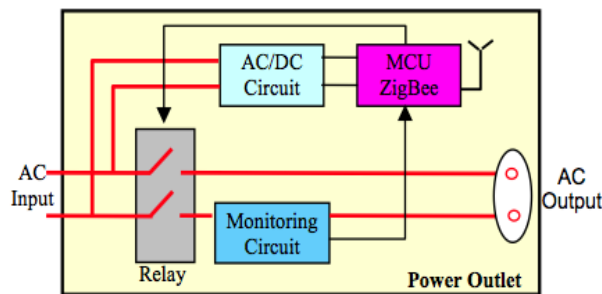 AC/DC
Circuit
MCU
ZigBee
AC
Input
AC
Output
Monitoring
Circuit
Relay
Power Outlet